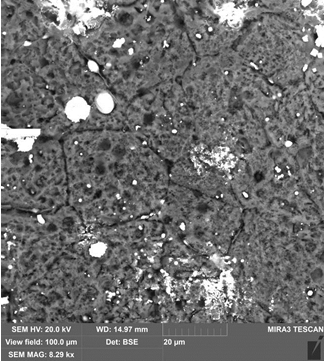 SEM HV: 20.0 kV WD: 14.97 mm MIRA3 TESCAN
View field: 100.0 µm Det: BSE 20 µm
SEM MAG: 8.29 kx